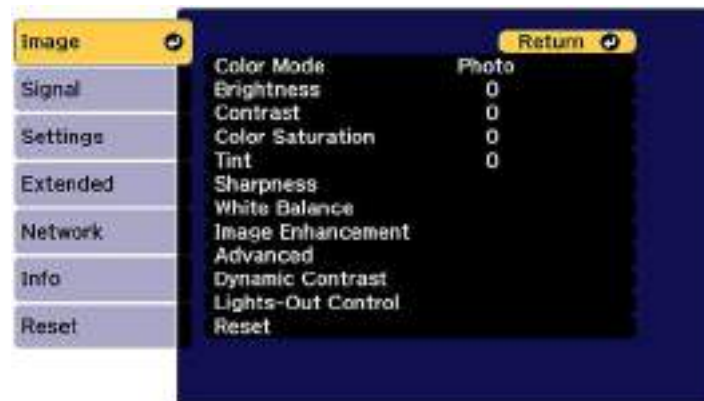 Image
Signal
Settings
Extended
Network
Info
Reset
Return
Color Mode Photo
Brightness 0
Contrast 0
Color Saturation 0
Tint 0
Sharpness
White Balance
Image Enhancement
Advanced
Dynamic Contrast
Lights-Out Control
Reset